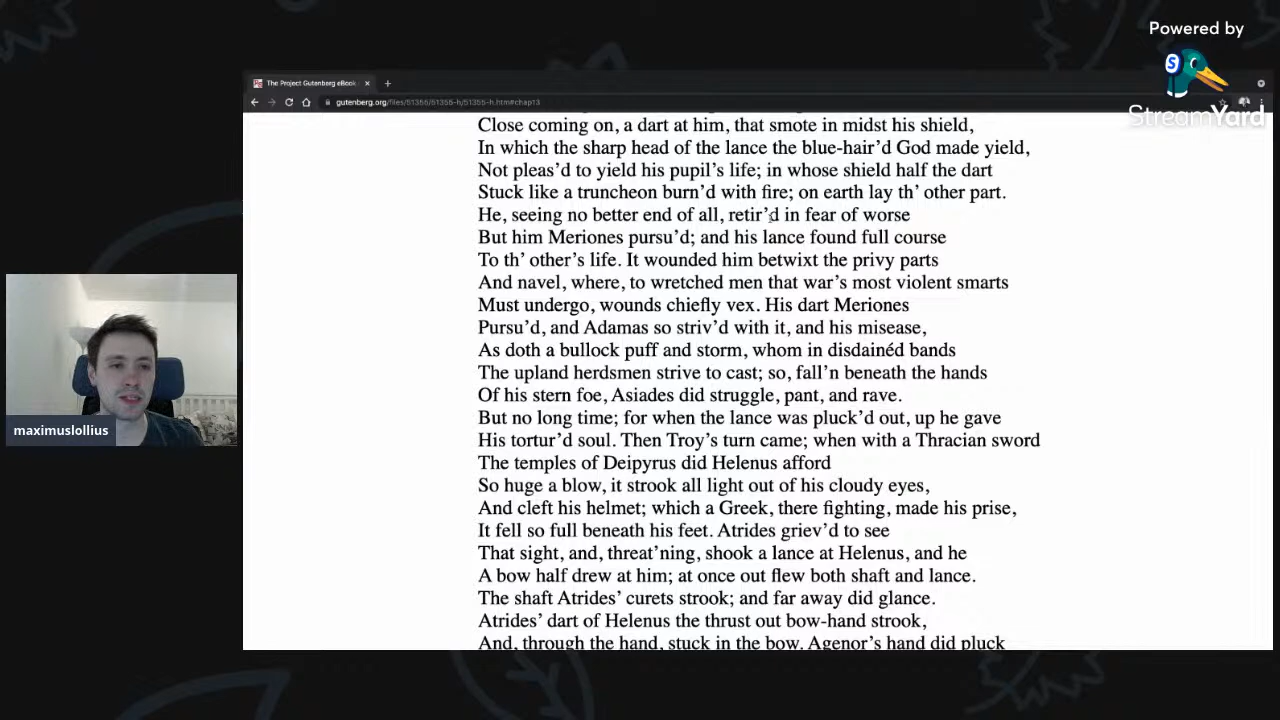 Powered by
StreamYard
The Project Gutenberg eBook
gutenberg.org/files/51355/51355-h/51355-h.htm#chap13
Close coming on, a dart at him, that smote in midst his shield,
In which the sharp head of the lance the blue-hair’d God made yield,
Not pleas’d to yield his pupil’s life; in whose shield half the dart
Stuck like a truncheon burn’d with fire; on earth lay th’ other part.
He, seeing no better end of all, retir’d in fear of worse
But him Meriones pursu’d; and his lance found full course
To th’ other’s life. It wounded him betwixt the privy parts
And navel, where, to wretched men that war’s most violent smarts
Must undergo, wounds chiefly vex. His dart Meriones
Pursu’d, and Adamas so striv’d with it, and his misease,
As doth a bullock puff and storm, whom in disdainéd bands
The upland herdsmen strive to cast; so, fall’n beneath the hands
Of his stern foe, Asiades did struggle, pant, and rave.
But no long time; for when the lance was pluck’d out, up he gave
His tortur’d soul. Then Troy’s turn came; when with a Thracian sword
The temples of Deipyrus did Helenus afford
So huge a blow, it strook all light out of his cloudy eyes,
And cleft his helmet; which a Greek, there fighting, made his prise,
It fell so full beneath his feet. Atrides griev’d to see
That sight, and, threat’ning, shook a lance at Helenus, and he
A bow half drew at him; at once out flew both shaft and lance.
The shaft Atrides’ curets strook; and far away did glance.
Atrides’ dart of Helenus the thrust out bow-hand strook,
And, through the hand, stuck in the bow. Agenor’s hand did pluck
maximuslollius